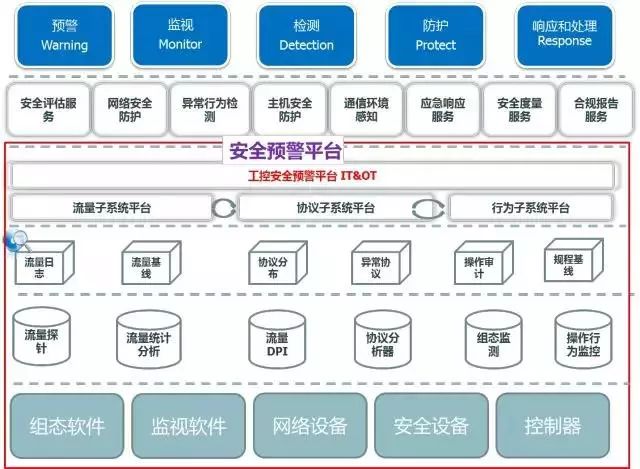 预警
Warning
监视
Monitor
检测
Detection
防护
Protect
响应和处理
Response
安全评估服
务
网络安全
防护
异常行为检
测
主机安全
防护
通信环境
感知
应急响应
服务
安全度量
服务
合规报告
服务
安全预警平台
工控安全预警平台 IT&OT
流量子系统平台
协议子系统平台
行为子系统平台
流量日
志
流量基
线
协议分
布
异常协
议
操作审
计
规程基
线
流量探
针
流量统计
分析
流量
DPI
协议分
析器
组态监
测
操作行
为监控
组态软件
监视软件
网络设备
安全设备
控制器